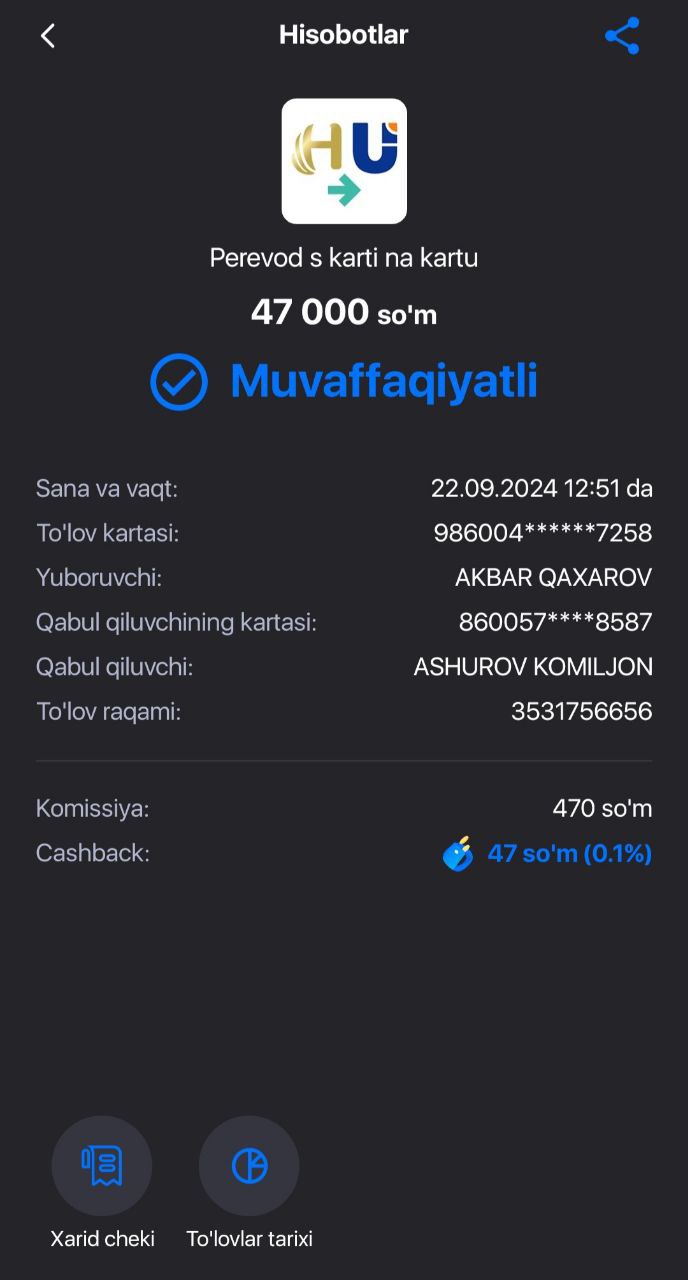 Hisobotlar
HU
Perevod s karti na kartu
47 000 so'm
Muvaffaqiyatli
Sana va vaqt: 22.09.2024 12:51 da
To'lov kartasi: 986004******7258
Yuboruvchi: AKBAR QAXAROV
Qabul qiluvchining kartasi: 860057****8587
Qabul qiluvchi: ASHUROV KOMILJON
To'lov raqami: 3531756656
Komissiya: 470 so'm
Cashback: 47 so'm (0.1%)
Xarid cheki To'lovlar tarixi